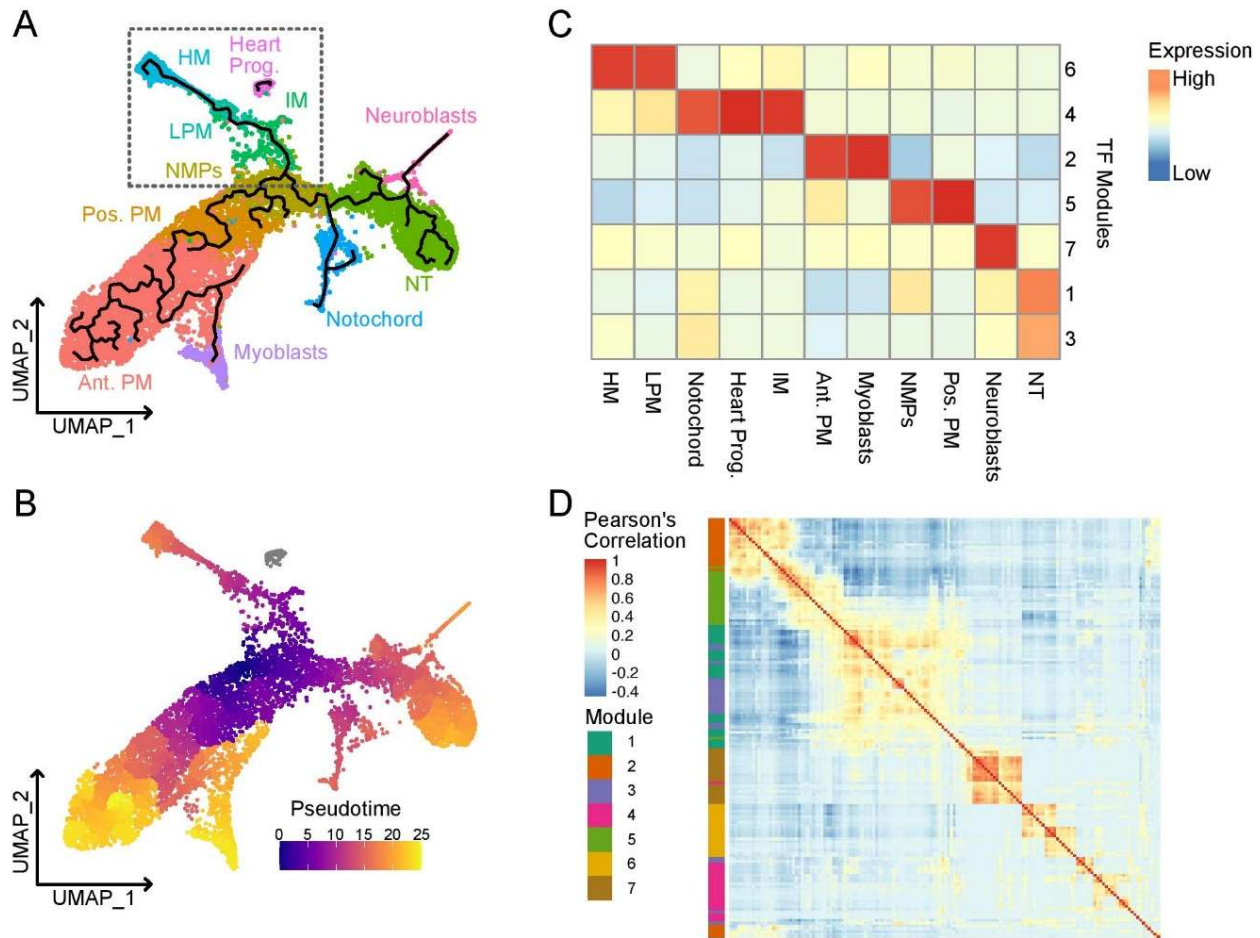 A
HM
Heart
Prog.
IM
LPM
Neuroblasts
NMPs
Pos. PM
NT
Notochord
Myoblasts
Ant. PM
UMAP_2
UMAP_1
C
6
4
2
5
7
1
3
TF Modules
HM
LPM
Notochord
Heart Prog.
IM
Ant. PM
Myoblasts
NMPs
Pos. PM
Neuroblasts
NT
Expression
High
Low
B
Pseudotime
0 5 10 15 20 25
UMAP_2
UMAP_1
D
Pearson's
Correlation
1
0.8
0.6
0.4
0.2
0
-0.2
-0.4
Module
1
2
3
4
5
6
7